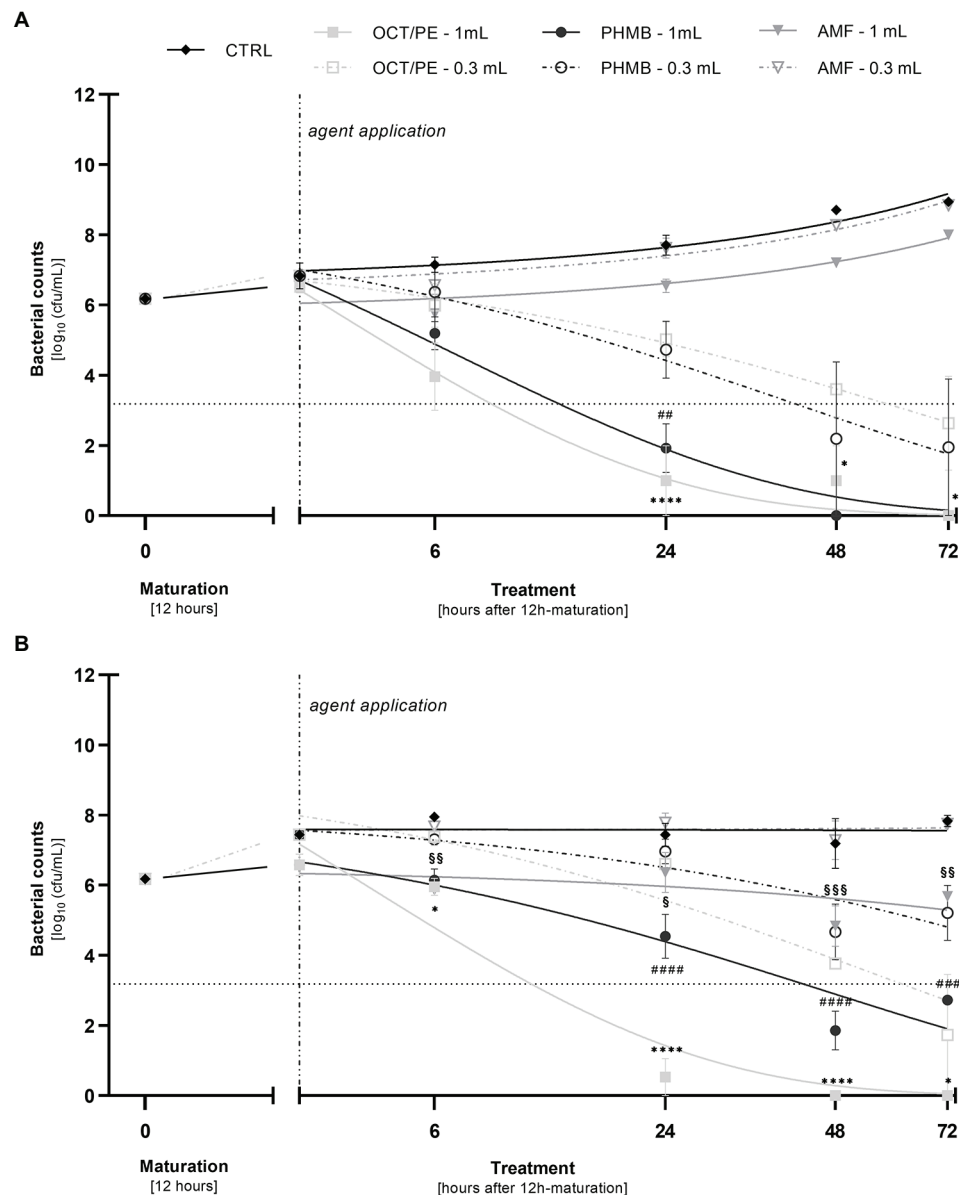 A
CTRL
OCT/PE - 1mL
PHMB - 1mL
AMF - 1 mL
OCT/PE - 0.3 mL
PHMB - 0.3 mL
AMF - 0.3 mL
12
10
8
6
4
2
0
Bacterial counts
[log10 (cfu/mL)]
agent application
##
****
*
*
0
6
24
48
72
Maturation
[12 hours]
Treatment
[hours after 12h-maturation]
B
12
10
8
6
4
2
0
Bacterial counts
[log10 (cfu/mL)]
agent application
§§
*
§
####
****
§§§
####
****
§§
###
*
0
6
24
48
72
Maturation
[12 hours]
Treatment
[hours after 12h-maturation]